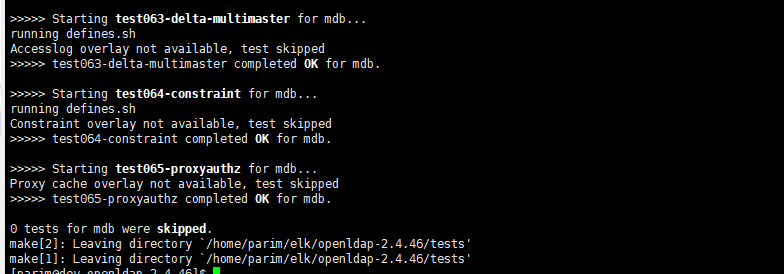 >>>>> Starting test063-delta-multimaster for mdb...
running defines.sh
Accesslog overlay not available, test skipped
>>>>> test063-delta-multimaster completed OK for mdb.
>>>>> Starting test064-constraint for mdb...
running defines.sh
Constraint overlay not available, test skipped
>>>>> test064-constraint completed OK for mdb.
>>>>> Starting test065-proxyauthz for mdb...
running defines.sh
Proxy cache overlay not available, test skipped
>>>>> test065-proxyauthz completed OK for mdb.
0 tests for mdb were skipped.
make[2]: Leaving directory `/home/parim/elk/openldap-2.4.46/tests'
make[1]: Leaving directory `/home/parim/elk/openldap-2.4.46/tests'
[parim@dev openldap-2.4.46]$